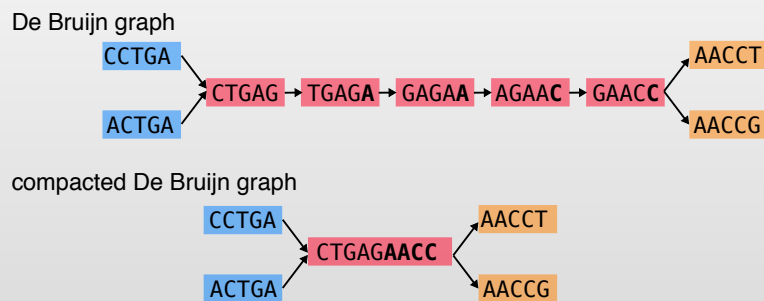 De Bruijn graph
CCTGA
AACCT
CTGAG TGAGA GAGAA AGAAC GAACC
ACTGA
AACCG
compacted De Bruijn graph
CCTGA AACCT
CTGAGAACC
ACTGA AACCG